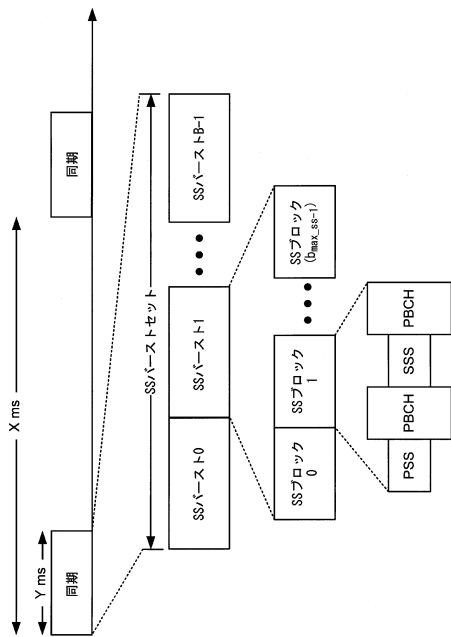 X ms
Y ms
同期
同期
SSバーストセット
SSバースト0
SSバースト1
SSバーストB-1
SSブロック
0
SSブロック
1
SSブロック
(bmax_ss-1)
PSS
PBCH
SSS
PBCH